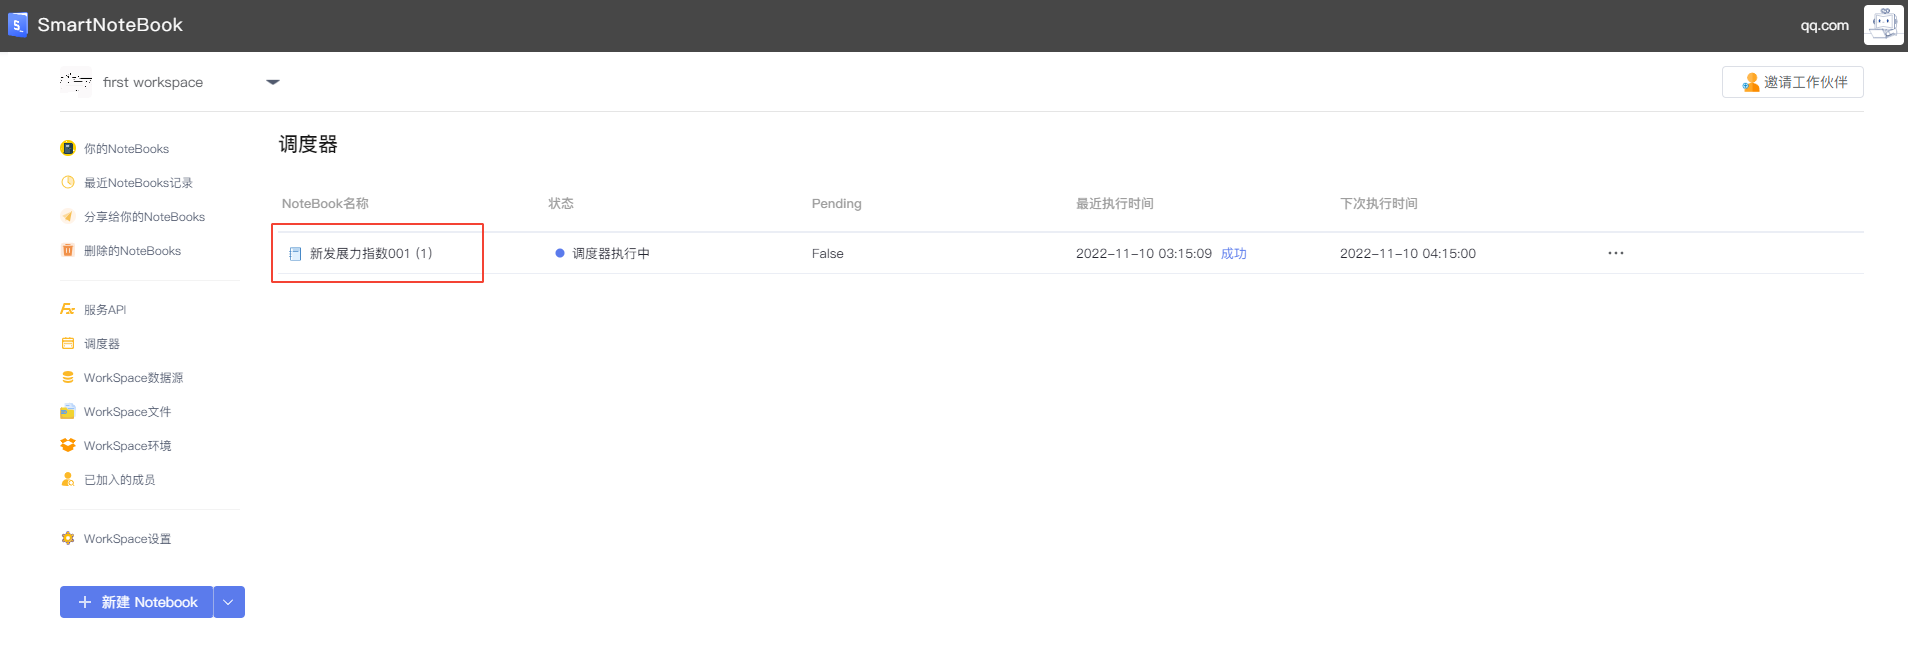 SmartNoteBook
qq.com
first workspace
邀请工作伙伴
你的NoteBooks
最近NoteBooks记录
分享给你的NoteBooks
删除的NoteBooks
服务API
调度器
WorkSpace数据源
WorkSpace文件
WorkSpace环境
已加入的成员
WorkSpace设置
新建 Notebook
调度器
NoteBook名称 状态 Pending 最近执行时间 下次执行时间
新发展力指数001 (1) 调度器执行中 False 2022-11-10 03:15:09 成功 2022-11-10 04:15:00